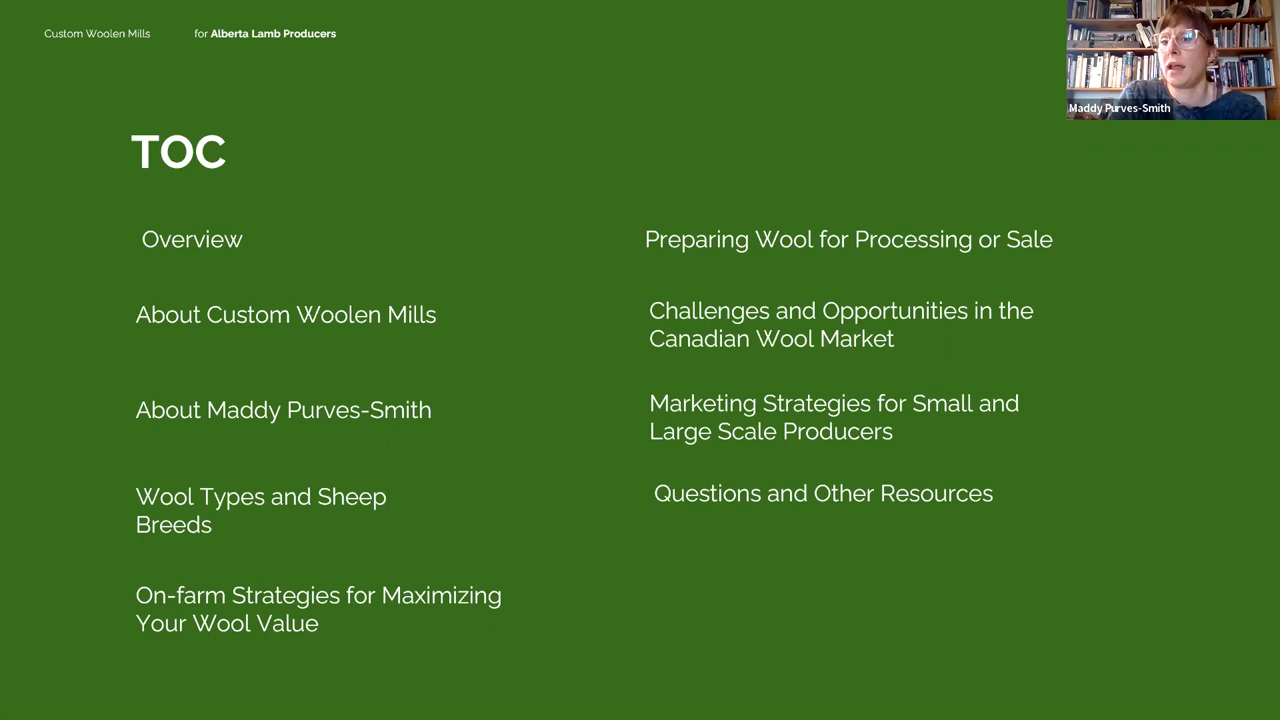 Custom Woolen Mills for Alberta Lamb Producers
Maddy Purves-Smith
TOC
Overview
About Custom Woolen Mills
About Maddy Purves-Smith
Wool Types and Sheep
Breeds
On-farm Strategies for Maximizing
Your Wool Value
Preparing Wool for Processing or Sale
Challenges and Opportunities in the
Canadian Wool Market
Marketing Strategies for Small and
Large Scale Producers
Questions and Other Resources